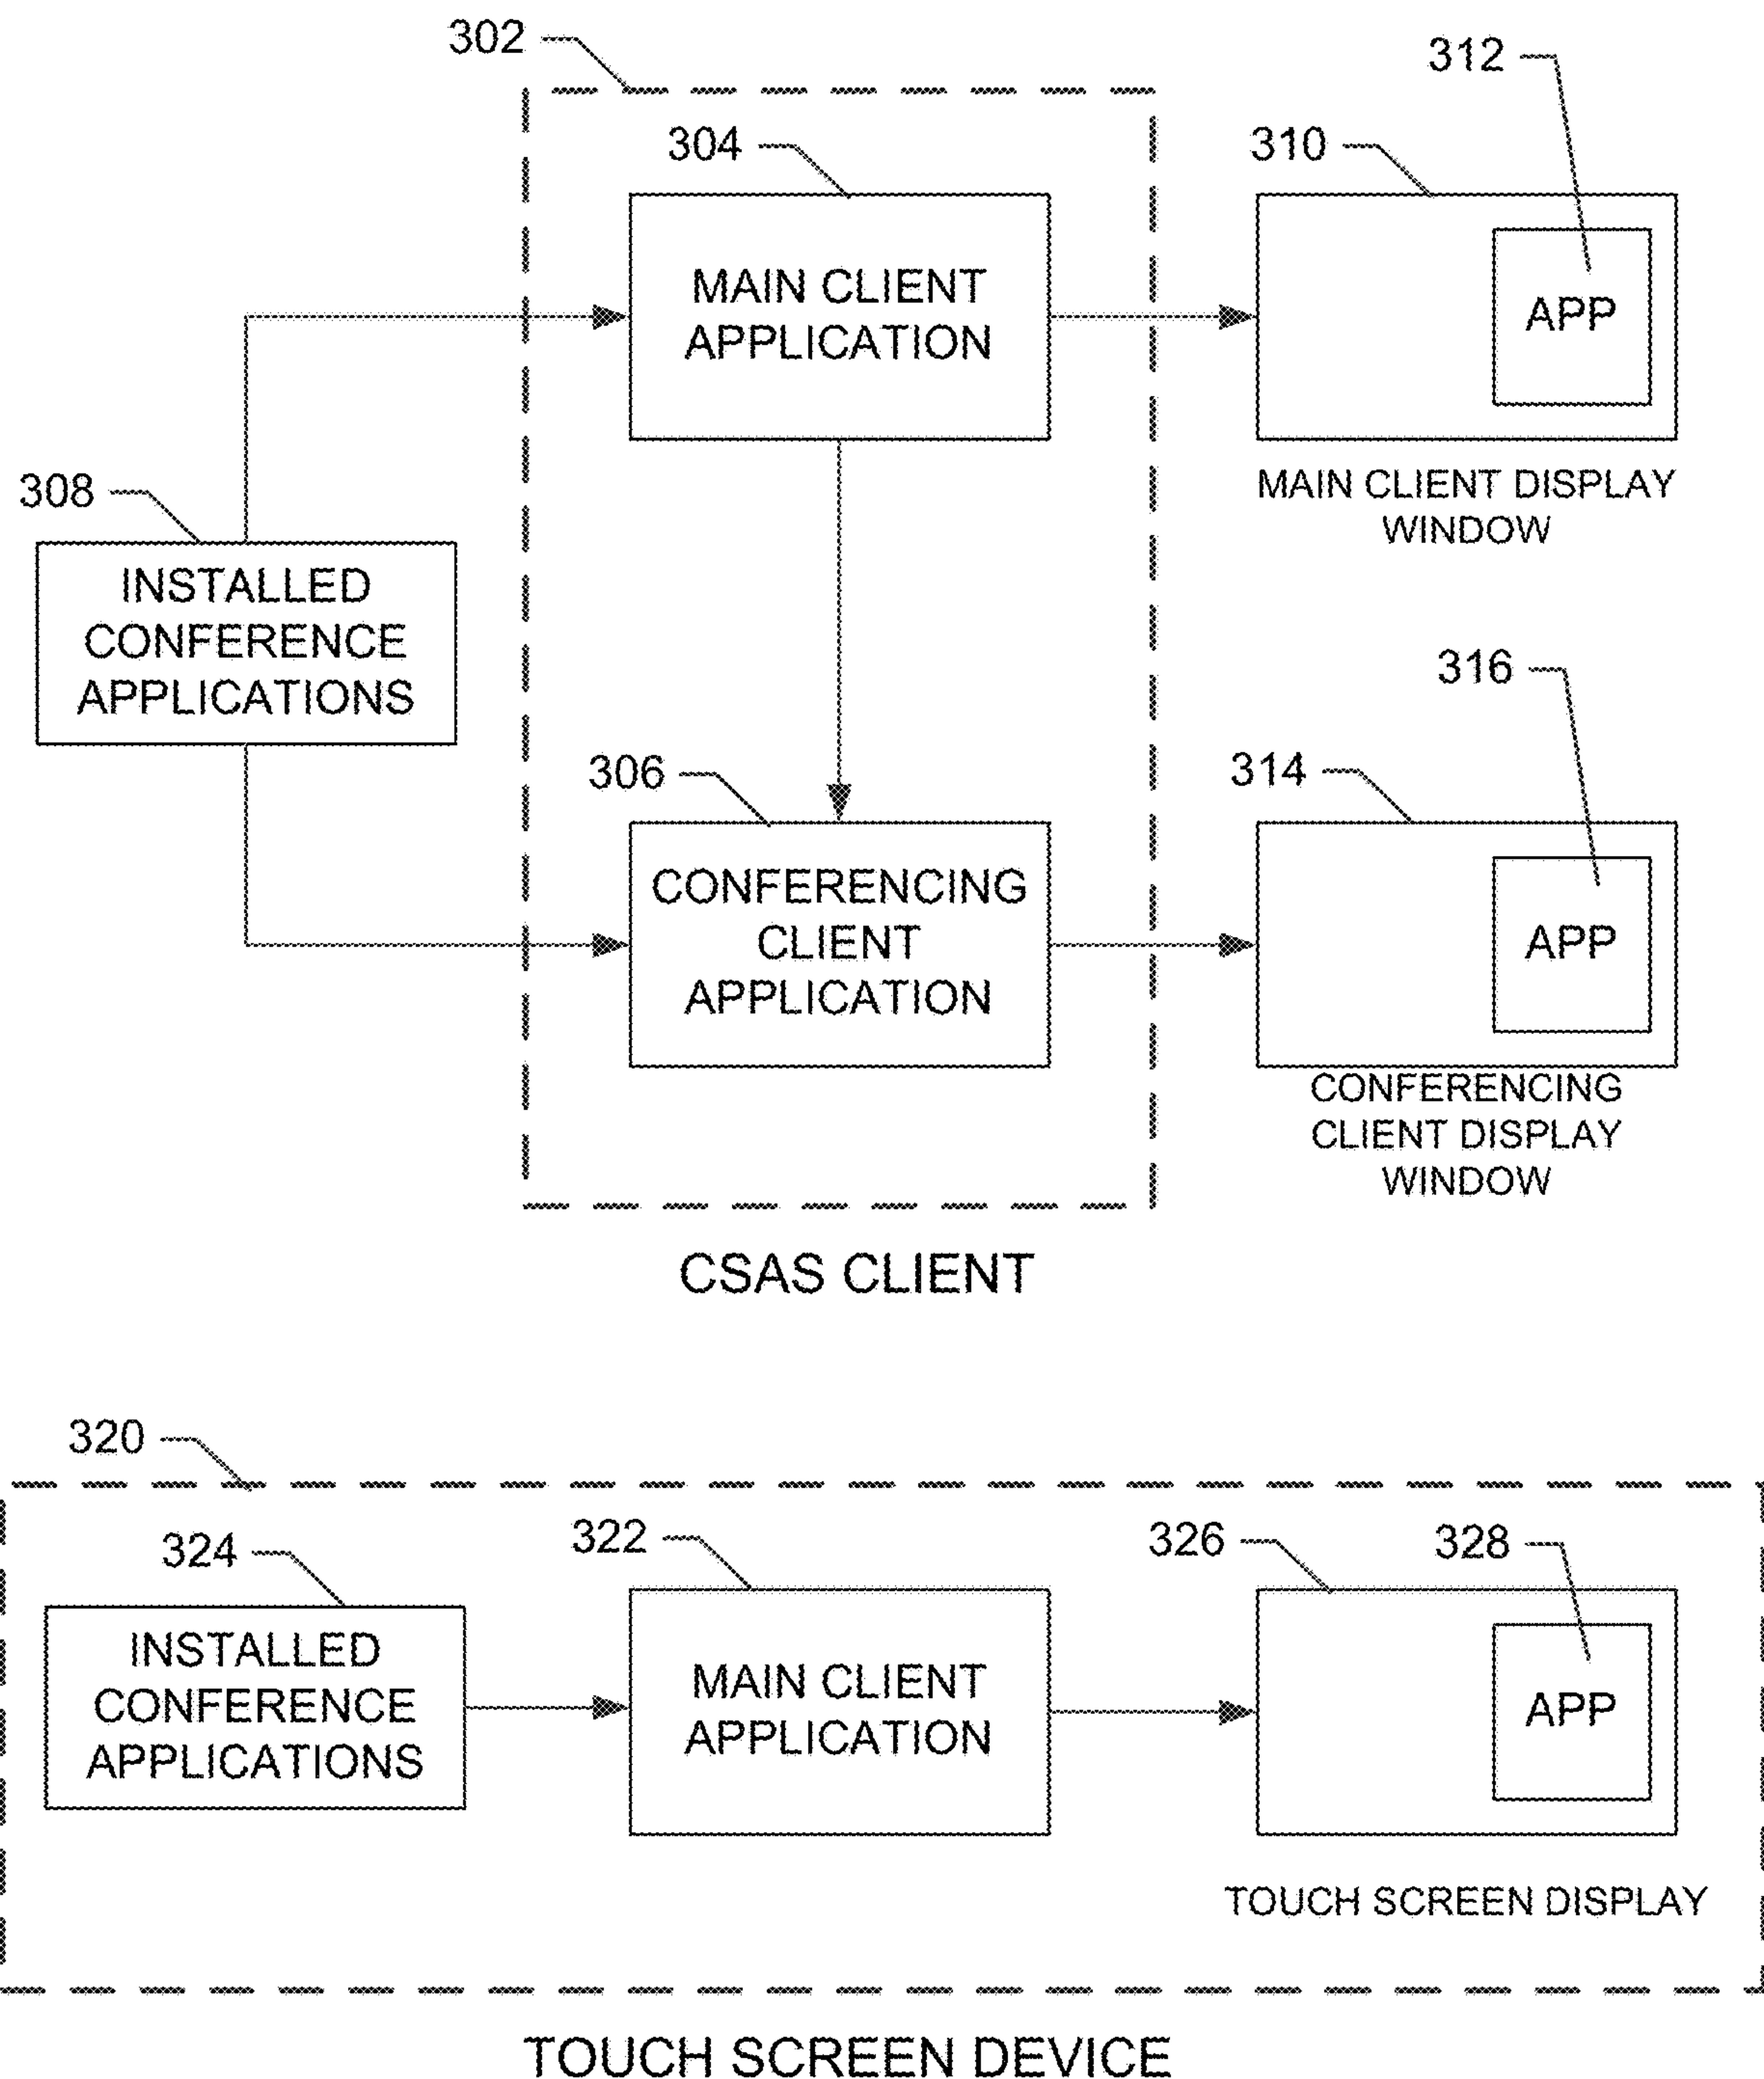 302
312
304
310
MAIN CLIENT
APPLICATION
APP
308
MAIN CLIENT DISPLAY
WINDOW
INSTALLED
CONFERENCE
APPLICATIONS
316
306
314
CONFERENCING
CLIENT
APPLICATION
APP
CONFERENCING
CLIENT DISPLAY
WINDOW
CSAS CLIENT
320
324
322
326
328
INSTALLED
CONFERENCE
APPLICATIONS
MAIN CLIENT
APPLICATION
APP
TOUCH SCREEN DISPLAY
TOUCH SCREEN DEVICE